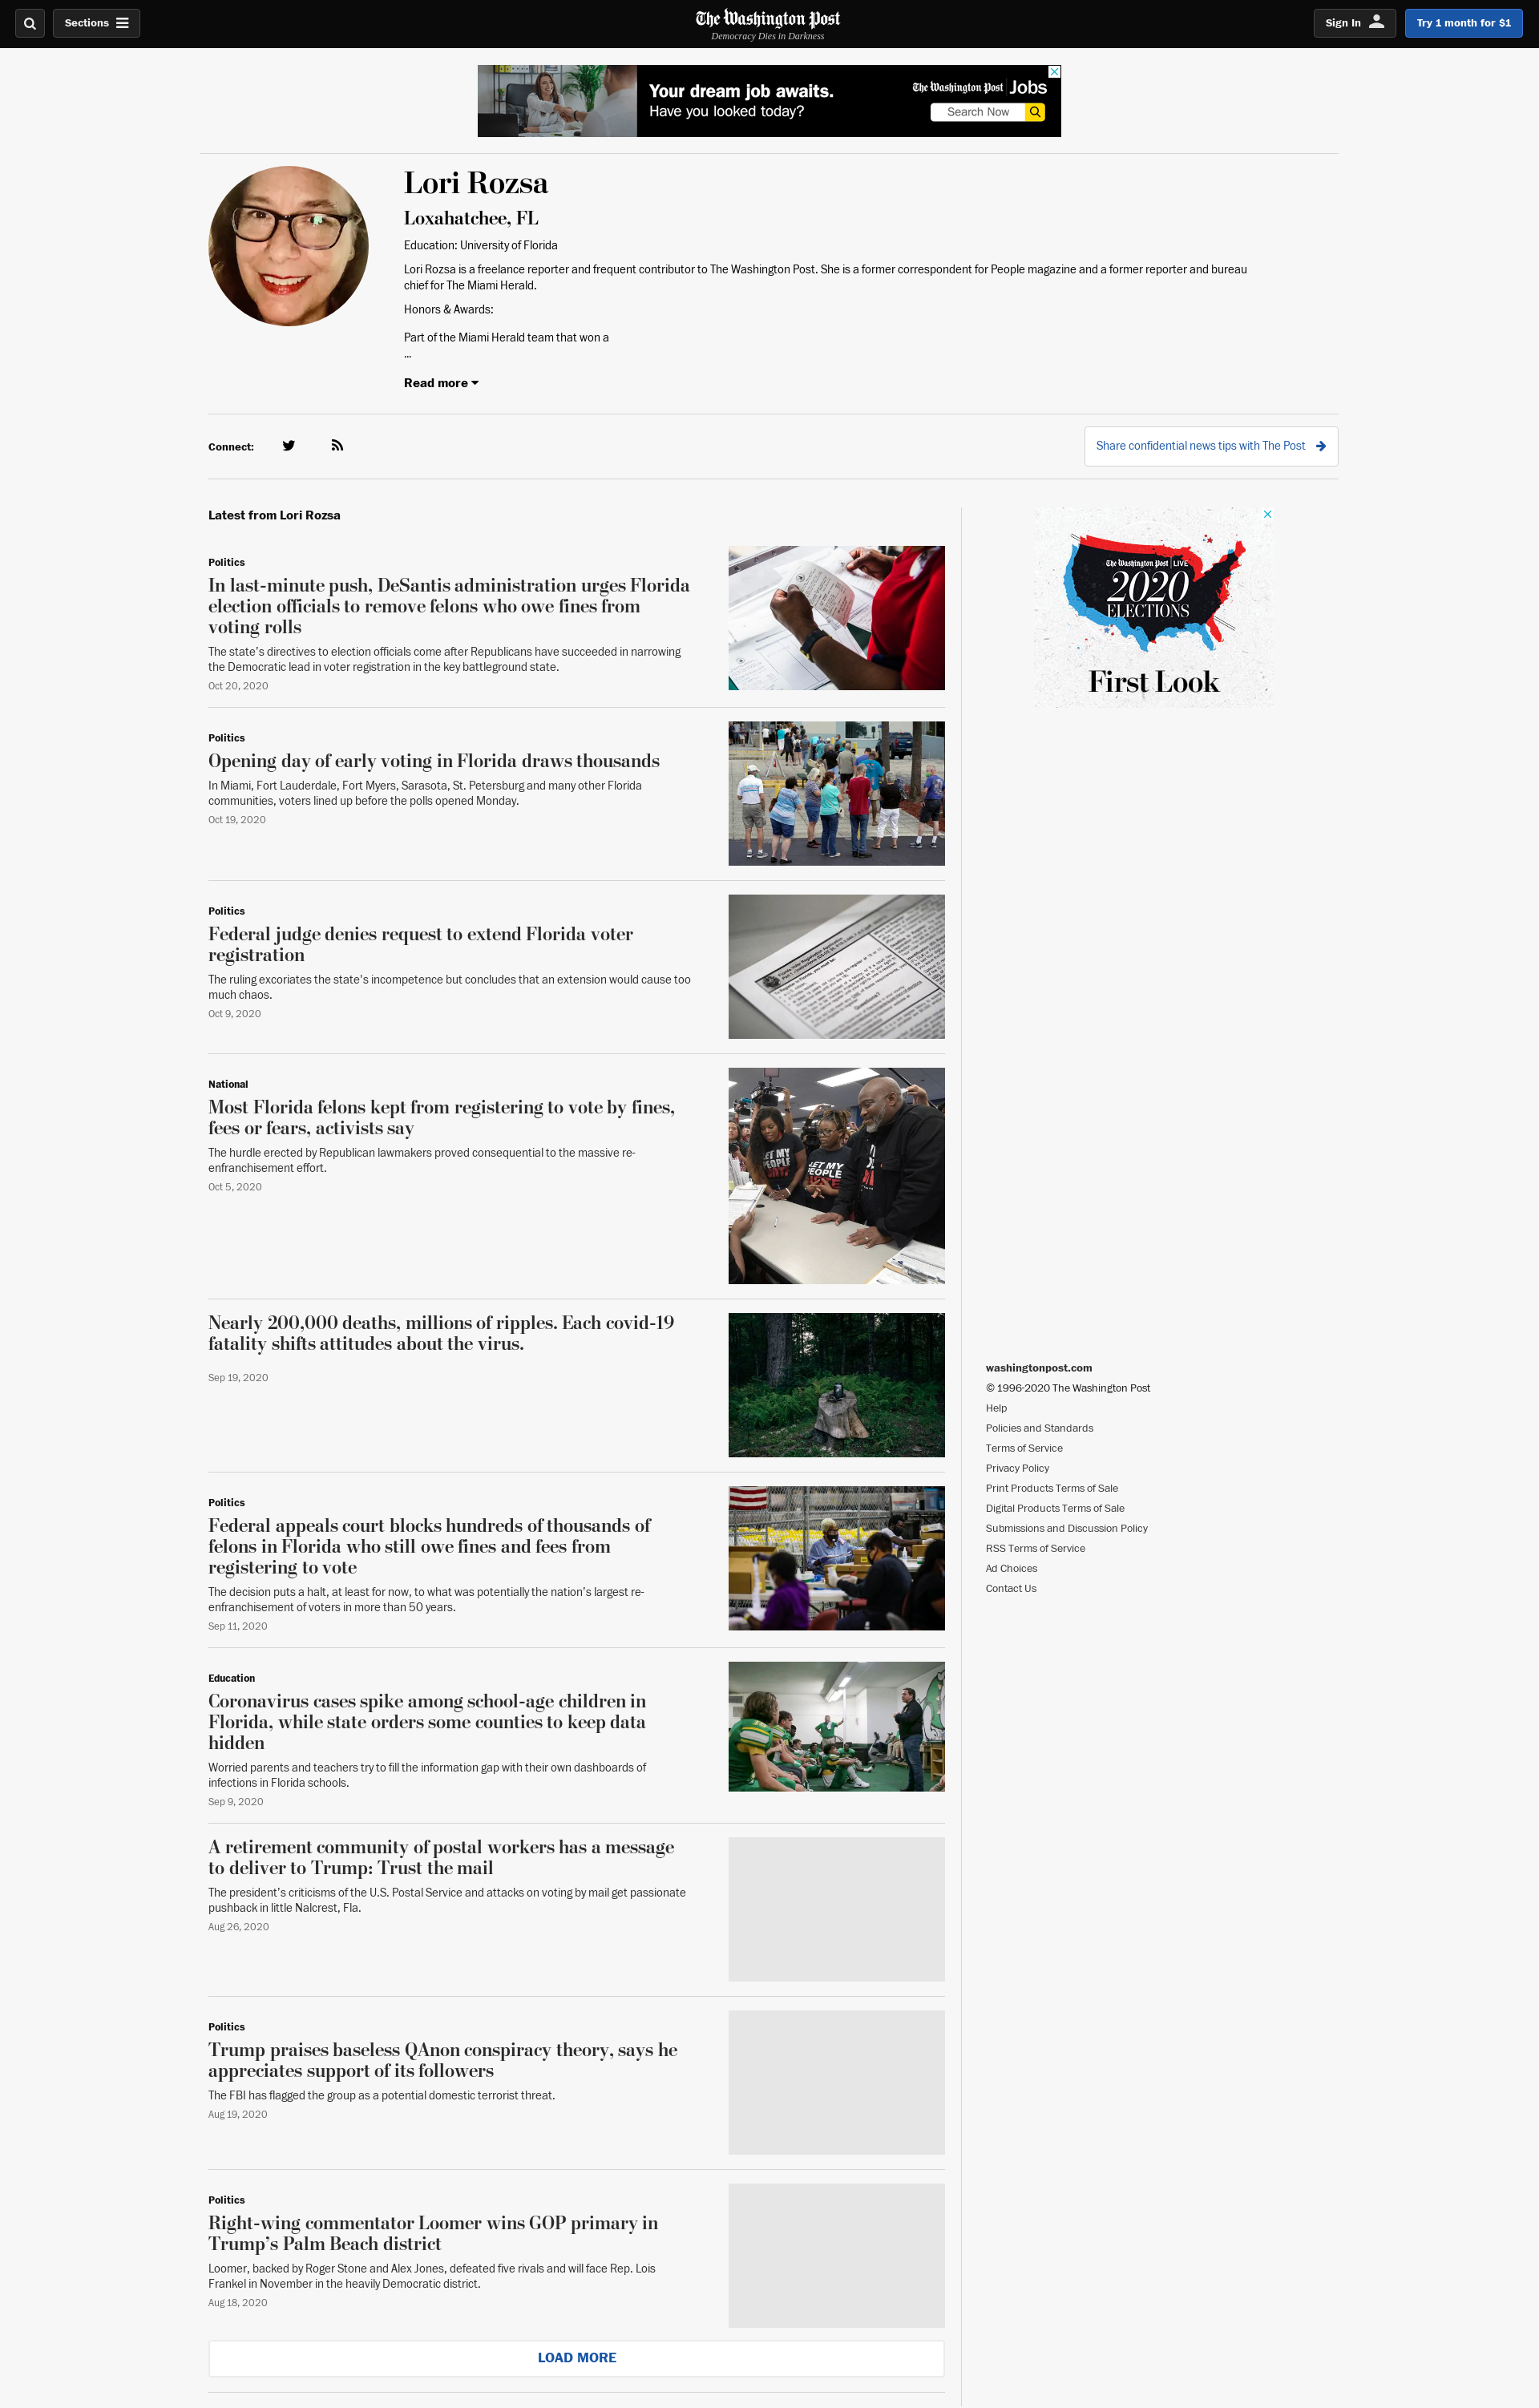 Sections
The Washington Post
Democracy Dies in Darkness
Sign In
Try 1 month for $1
Your dream job awaits.
Have you looked today?
The Washington Post Jobs
Search Now
Lori Rozsa
Loxahatchee, FL
Education: University of Florida
Lori Rozsa is a freelance reporter and frequent contributor to The Washington Post. She is a former correspondent for People magazine and a former reporter and bureau
chief for The Miami Herald.
Honors & Awards:
Part of the Miami Herald team that won a
...
Read more
Connect:
Share confidential news tips with The Post
Latest from Lori Rozsa
Politics
In last-minute push, DeSantis administration urges Florida
election officials to remove felons who owe fines from
voting rolls
The state's directives to election officials come after Republicans have succeeded in narrowing
the Democratic lead in voter registration in the key battleground state.
Oct 20, 2020
Politics
Opening day of early voting in Florida draws thousands
In Miami, Fort Lauderdale, Fort Myers, Sarasota, St. Petersburg and many other Florida
communities, voters lined up before the polls opened Monday.
Oct 19, 2020
Politics
Federal judge denies request to extend Florida voter
registration
The ruling excoriates the state's incompetence but concludes that an extension would cause too
much chaos.
Oct 9, 2020
National
Most Florida felons kept from registering to vote by fines,
fees or fears, activists say
The hurdle erected by Republican lawmakers proved consequential to the massive re-
enfranchisement effort.
Oct 5, 2020
LET MY
PEOPLE
LET MY
PEOPLE
VOTE
Nearly 200,000 deaths, millions of ripples. Each covid-19
fatality shifts attitudes about the virus.
Sep 19, 2020
Politics
Federal appeals court blocks hundreds of thousands of
felons in Florida who still owe fines and fees from
registering to vote
The decision puts a halt, at least for now, to what was potentially the nation's largest re-
enfranchisement of voters in more than 50 years.
Sep 11, 2020
Education
Coronavirus cases spike among school-age children in
Florida, while state orders some counties to keep data
hidden
Worried parents and teachers try to fill the information gap with their own dashboards of
infections in Florida schools.
Sep 9, 2020
A retirement community of postal workers has a message
to deliver to Trump: Trust the mail
The president's criticisms of the U.S. Postal Service and attacks on voting by mail get passionate
pushback in little Nalcrest, Fla.
Aug 26, 2020
Politics
Trump praises baseless QAnon conspiracy theory, says he
appreciates support of its followers
The FBI has flagged the group as a potential domestic terrorist threat.
Aug 19, 2020
Politics
Right-wing commentator Loomer wins GOP primary in
Trump's Palm Beach district
Loomer, backed by Roger Stone and Alex Jones, defeated five rivals and will face Rep. Lois
Frankel in November in the heavily Democratic district.
Aug 18, 2020
LOAD MORE
The Washington Post LIVE
2020
ELECTIONS
First Look
washingtonpost.com
© 1996-2020 The Washington Post
Help
Policies and Standards
Terms of Service
Privacy Policy
Print Products Terms of Sale
Digital Products Terms of Sale
Submissions and Discussion Policy
RSS Terms of Service
Ad Choices
Contact Us